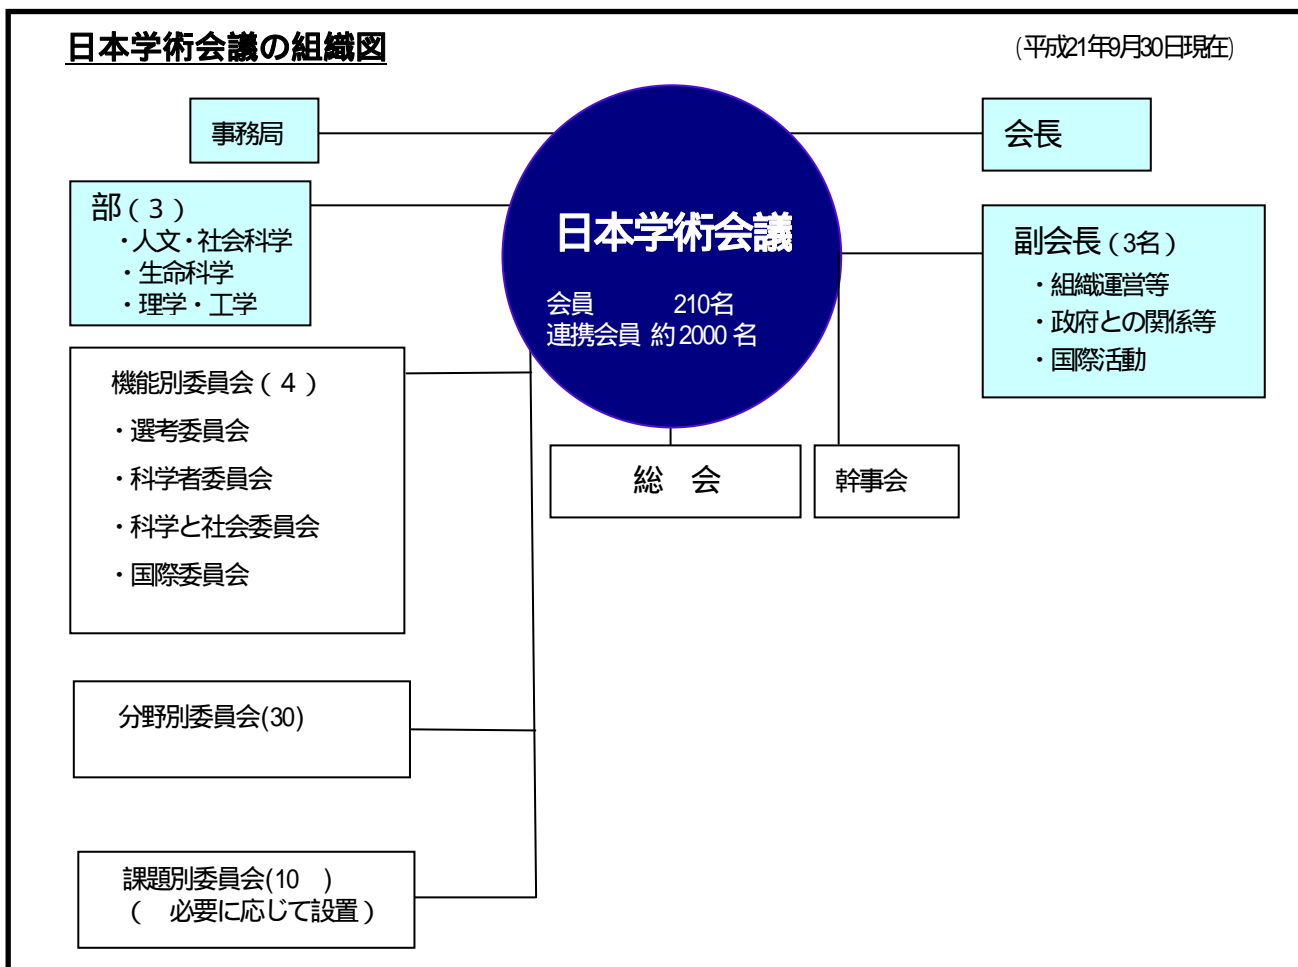 日本学術会議の組織図
(平成21年9月30日現在)
事務局
会長
部(3)
・人文・社会科学
・生命科学
・理学・工学
日本学術会議
会員 210名
連携会員 約2000名
副会長(3名)
・組織運営等
・政府との関係等
・国際活動
機能別委員会(4)
・選考委員会
・科学者委員会
・科学と社会委員会
・国際委員会
総 会
幹事会
分野別委員会(30)
課題別委員会(10 )
( 必要に応じて設置)